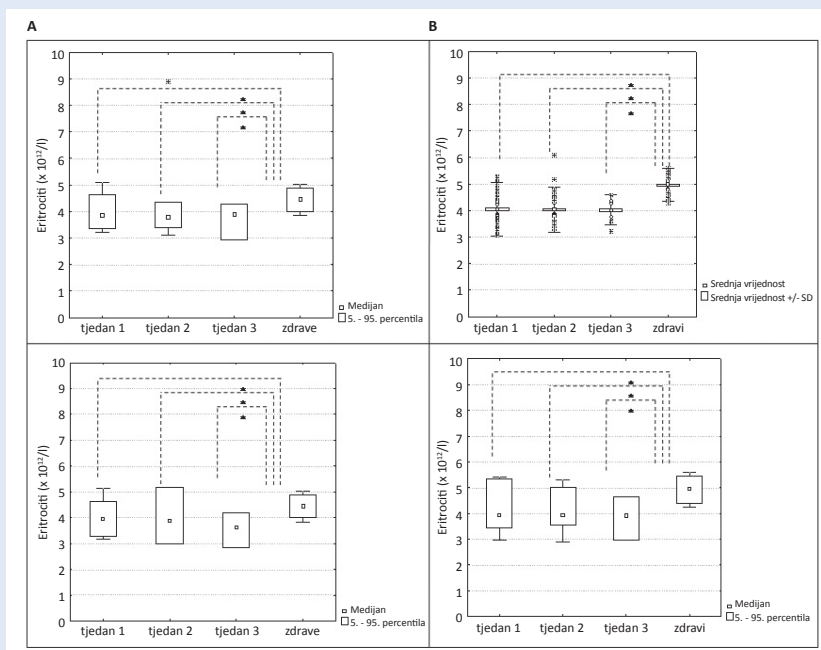 A
Eritrociti (x 10¹²/l)
10
9
8
7
6
5
4
3
2
1
0
tjedan 1 tjedan 2 tjedan 3 zdrave
Medijan
5. - 95. percentila
B
Eritrociti (x 10¹²/l)
10
9
8
7
6
5
4
3
2
1
0
tjedan 1 tjedan 2 tjedan 3 zdravi
Srednja vrijednost
Srednja vrijednost +/- SD
Eritrociti (x 10¹²/l)
10
9
8
7
6
5
4
3
2
1
0
tjedan 1 tjedan 2 tjedan 3 zdrave
Medijan
5. - 95. percentila
Eritrociti (x 10¹²/l)
10
9
8
7
6
5
4
3
2
1
0
tjedan 1 tjedan 2 tjedan 3 zdravi
Medijan
5. - 95. percentila